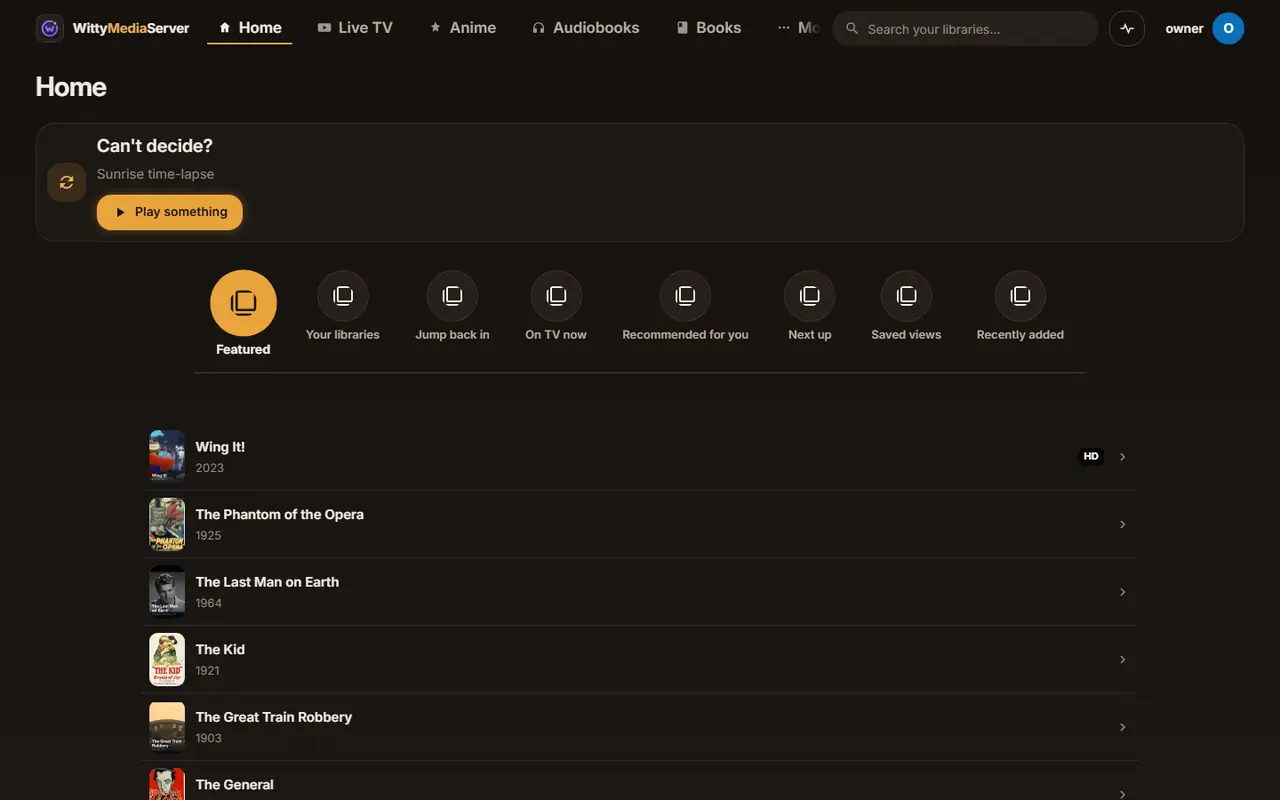 WittyMediaServer
Home
Live TV
Anime
Audiobooks
Books
Search your libraries...
owner
O
Home
Can't decide?
Sunrise time-lapse
Play something
Featured
Your libraries
Jump back in
On TV now
Recommended for you
Next up
Saved views
Recently added
Wing It!
2023
HD
The Phantom of the Opera
1925
The Last Man on Earth
1964
The Kid
1921
THE KID
The Great Train Robbery
1903
The General